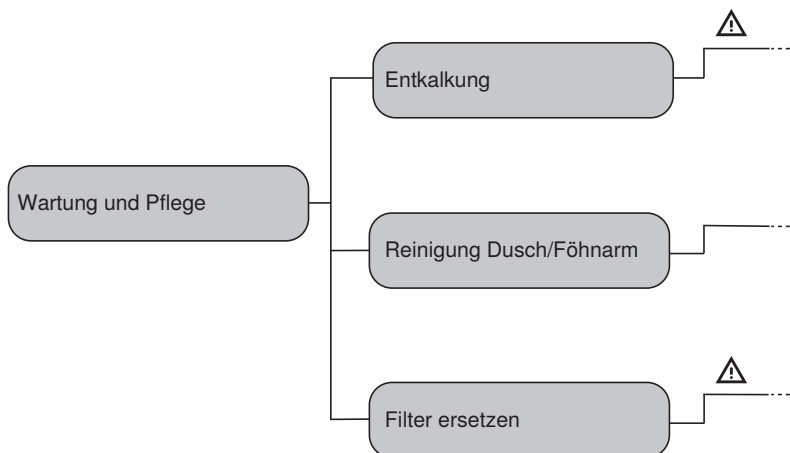 Entkalkung
Wartung und Pflege
Reinigung Dusch/Föhnarm
Filter ersetzen